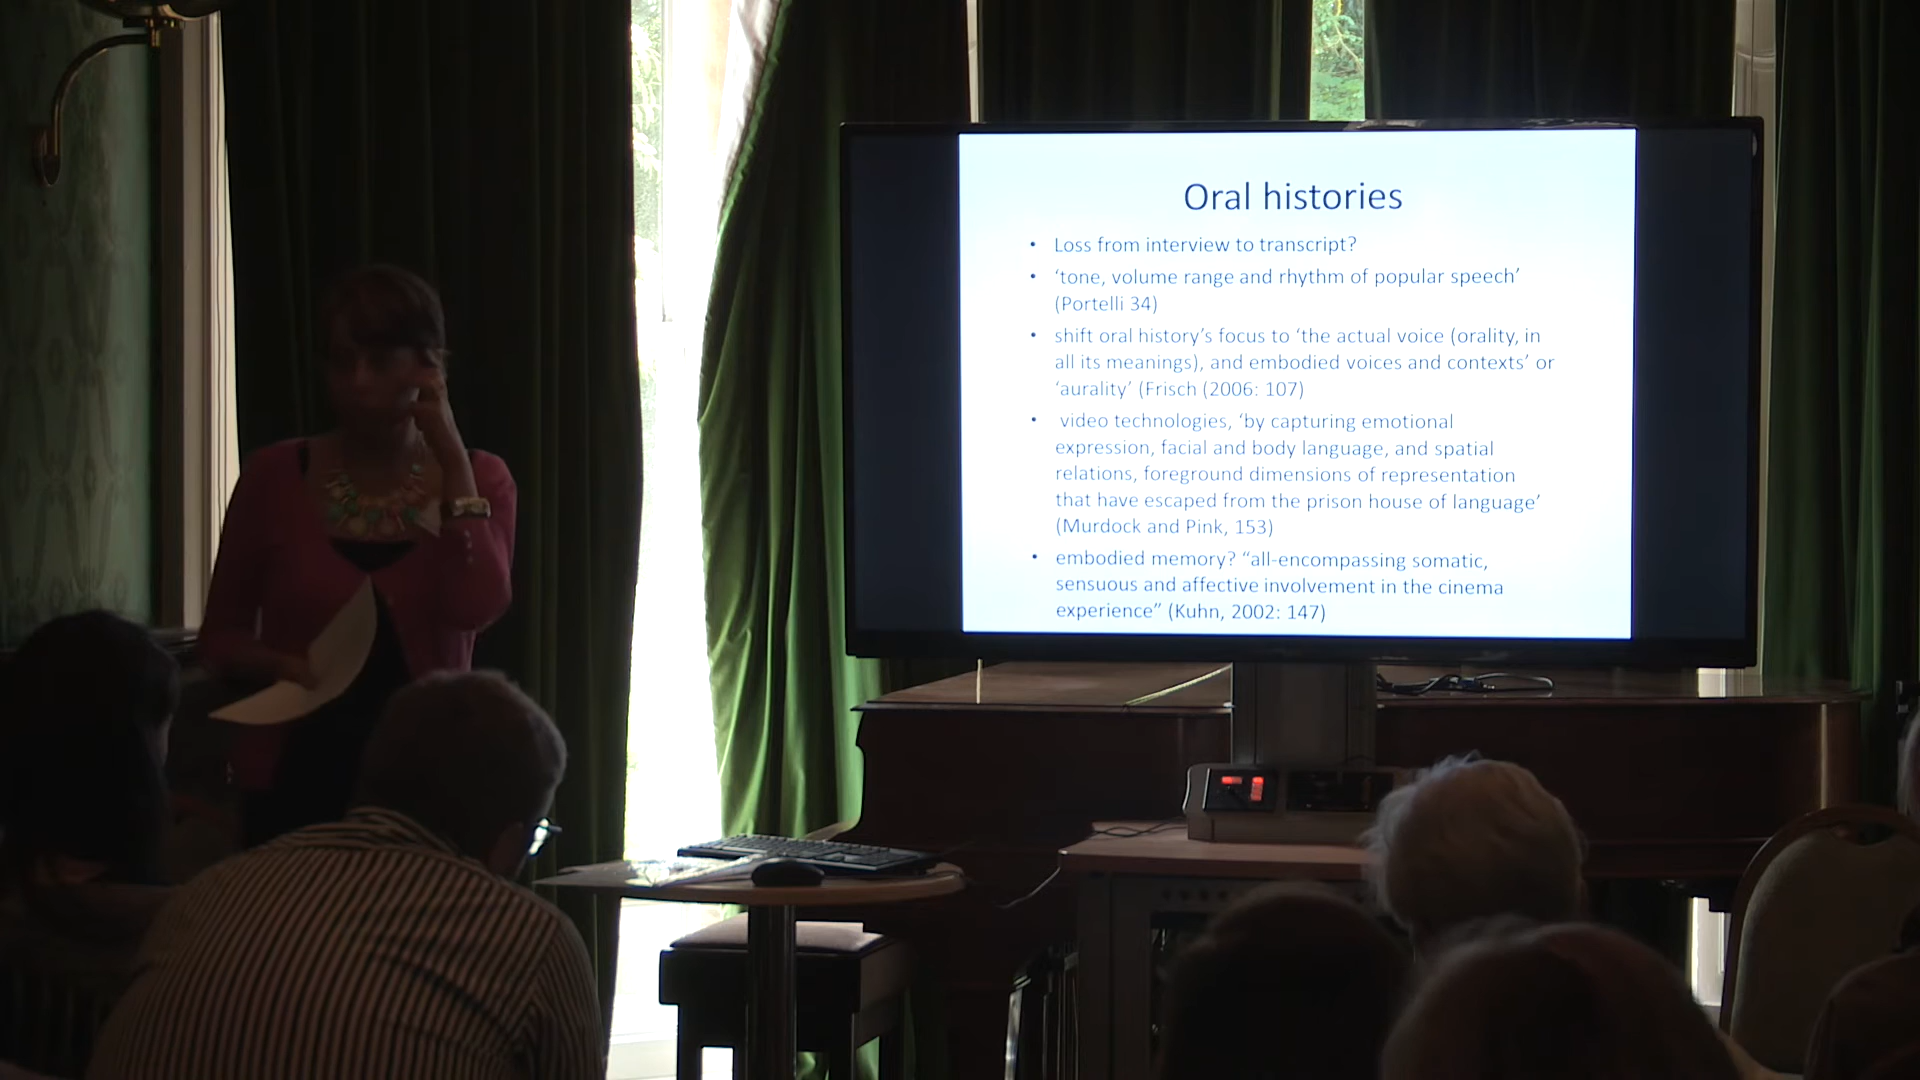 Oral histories
• Loss from interview to transcript?
• ‘tone, volume range and rhythm of popular speech’
(Portelli 34)
• shift oral history’s focus to ‘the actual voice (orality, in
all its meanings), and embodied voices and contexts’ or
‘aurality’ (Frisch (2006: 107)
• video technologies, ‘by capturing emotional
expression, facial and body language, and spatial
relations, foreground dimensions of representation
that have escaped from the prison house of language’
(Murdock and Pink, 153)
• embodied memory? “all-encompassing somatic,
sensuous and affective involvement in the cinema
experience” (Kuhn, 2002: 147)